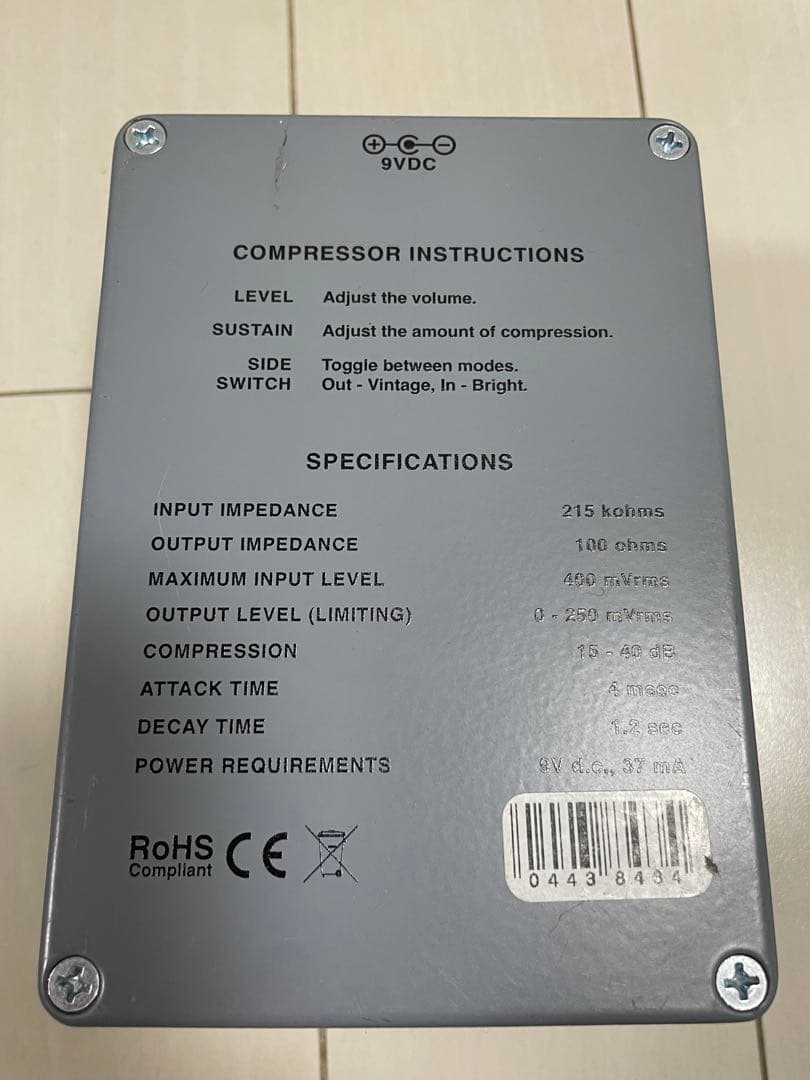 9VDC
COMPRESSOR INSTRUCTIONS
LEVEL Adjust the volume.
SUSTAIN Adjust the amount of compression.
SIDE Toggle between modes.
SWITCH Out - Vintage, In - Bright.
SPECIFICATIONS
INPUT IMPEDANCE 215 kohms
OUTPUT IMPEDANCE 100 ohms
MAXIMUM INPUT LEVEL 400 mVrms
OUTPUT LEVEL (LIMITING) 0 - 250 mVrms
COMPRESSION 15 - 40 dB
ATTACK TIME 4 msec
DECAY TIME 1.2 sec
POWER REQUIREMENTS 9V d.c., 37 mA
RoHS CE
Compliant
04438484